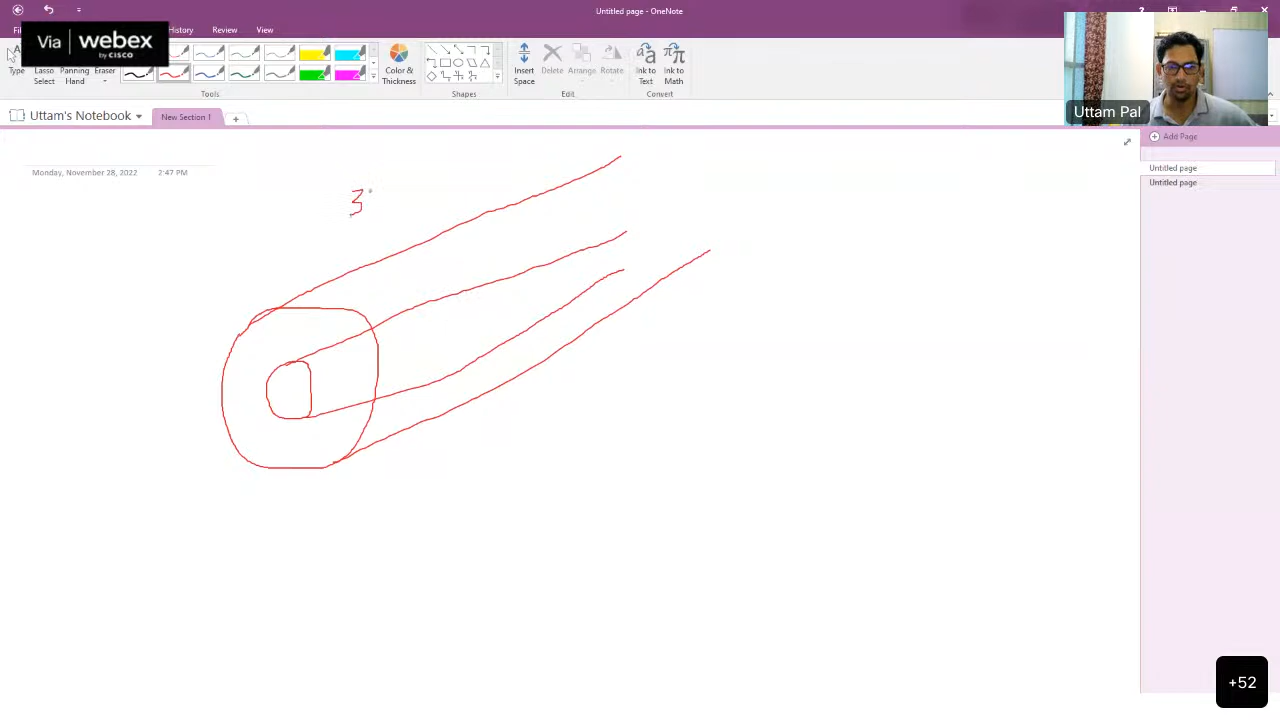 Untitled page - OneNote
Via webex
by CISCO
Fil
History
Review
View
Type
Lasso Select
Panning Hand
Eraser
Color & Thickness
Insert Space
Delete
Arrange
Rotate
Ink to Text
Ink to Math
Tools
Shapes
Edit
Convert
Uttam Pal
Uttam's Notebook
New Section 1
Add Page
Monday, November 28, 2022
2:47 PM
Untitled page
Untitled page
3
+52